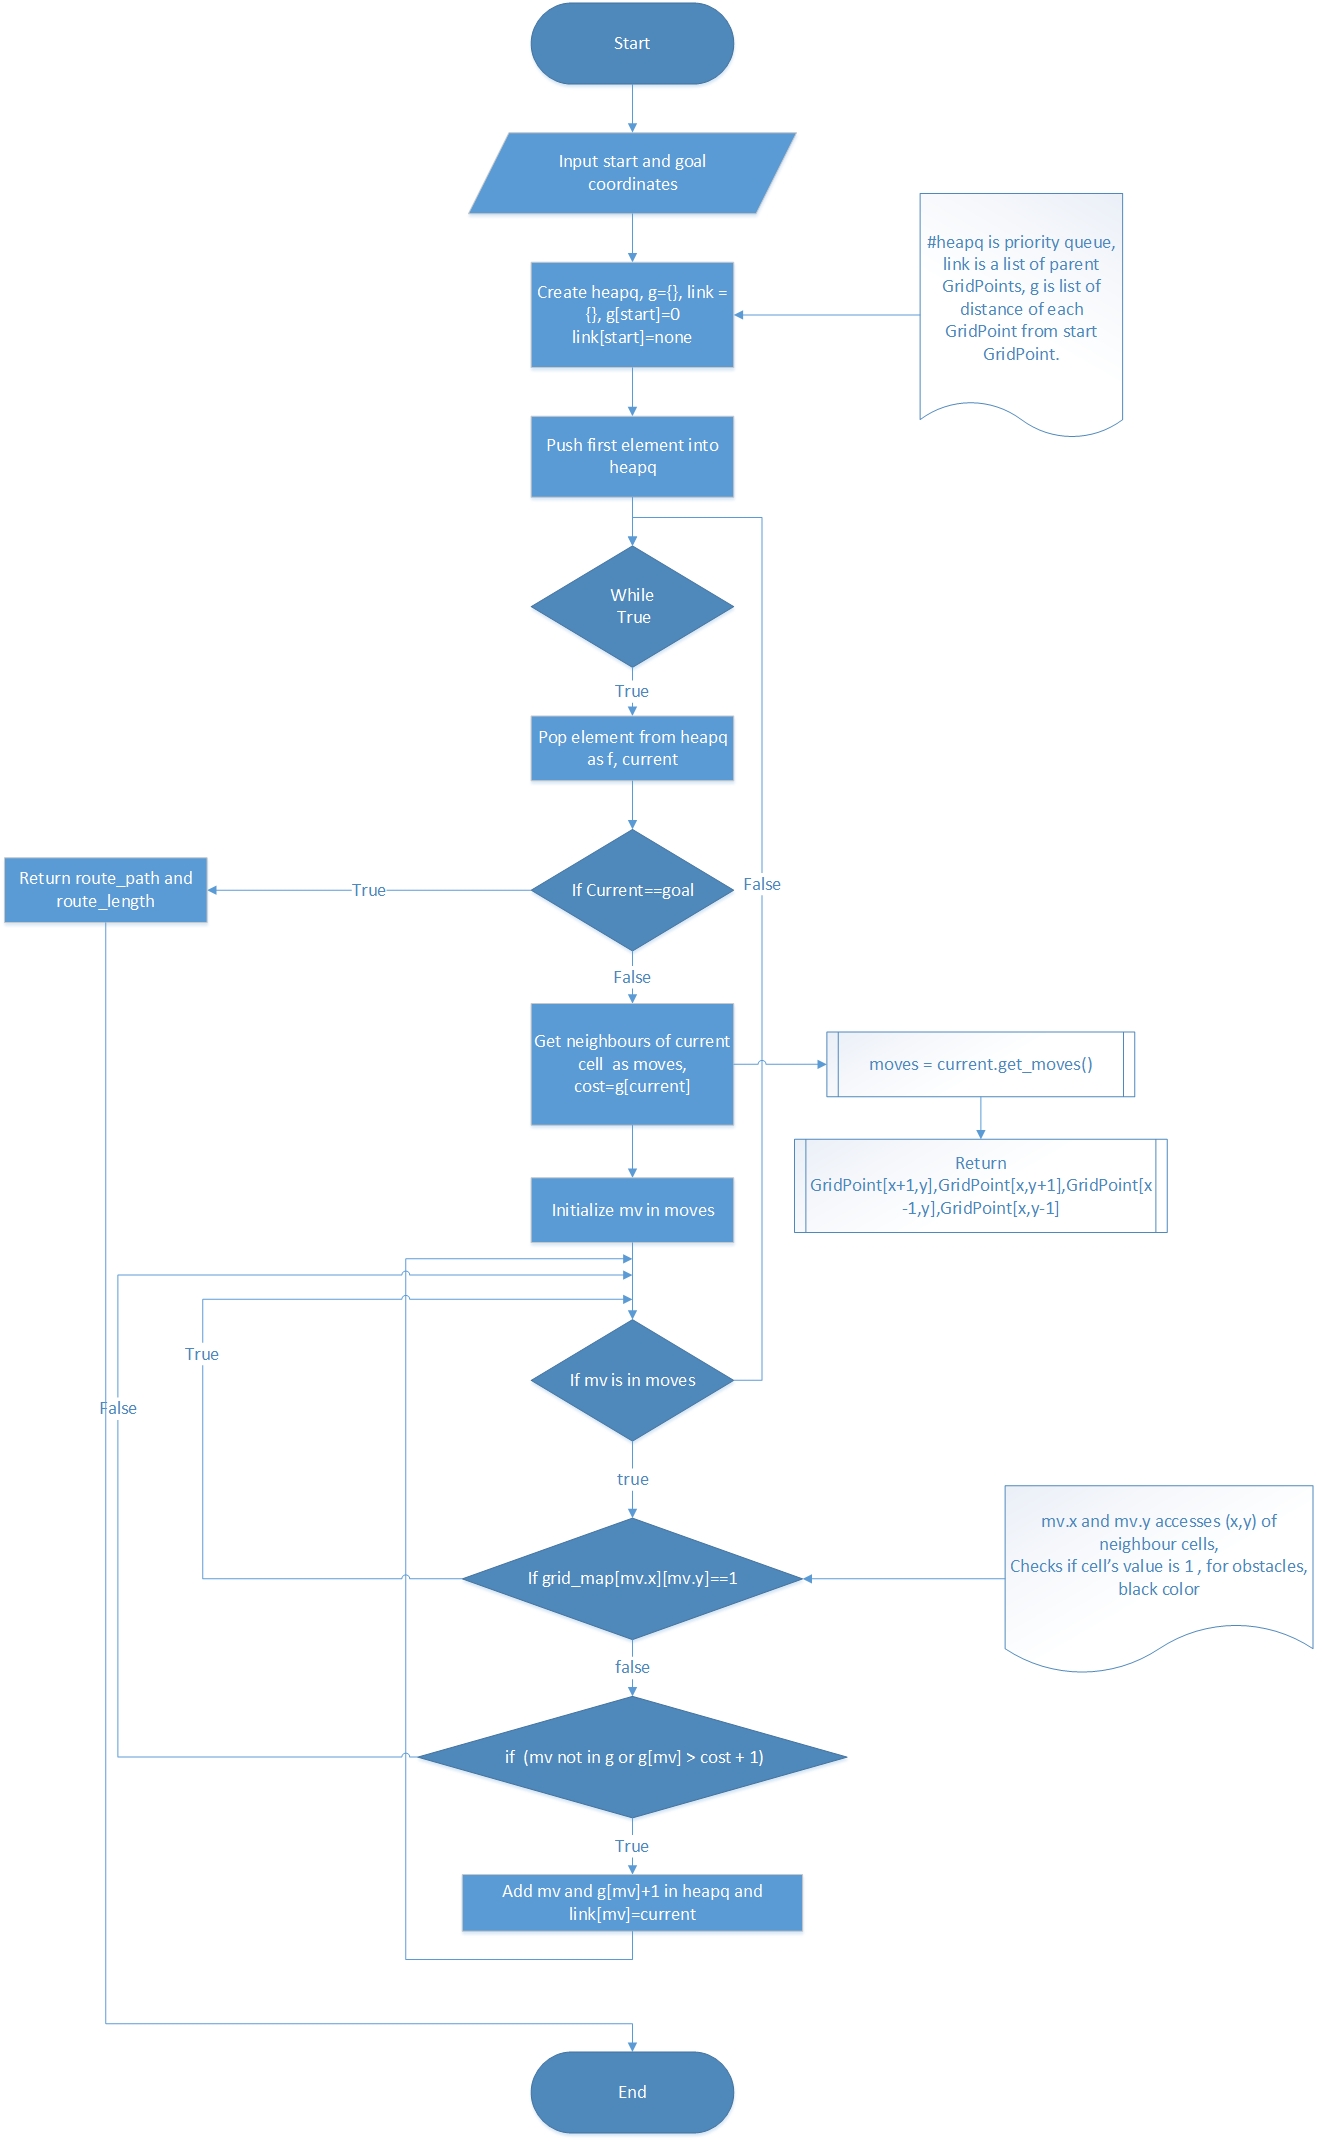 Start
Input start and goal
coordinates
#heapq is priority queue,
link is a list of parent
GridPoints, g is list of
distance of each
GridPoint from start
GridPoint.
Create heapq, g={}, link =
{}, g[start]=0
link[start]=none
Push first element into
heapq
While
True
True
Pop element from heapq
as f, current
If Current==goal
True
Return route_path and
route_length
False
False
Get neighbours of current
cell  as moves,
cost=g[current]
moves = current.get_moves()
Return
GridPoint[x+1,y],GridPoint[x,y+1],GridPoint[x
-1,y],GridPoint[x,y-1]
Initialize mv in moves
True
If mv is in moves
False
true
mv.x and mv.y accesses (x,y) of
neighbour cells,
Checks if cell’s value is 1 , for obstacles,
black color
If grid_map[mv.x][mv.y]==1
false
if  (mv not in g or g[mv] > cost + 1)
True
Add mv and g[mv]+1 in heapq and
link[mv]=current
End